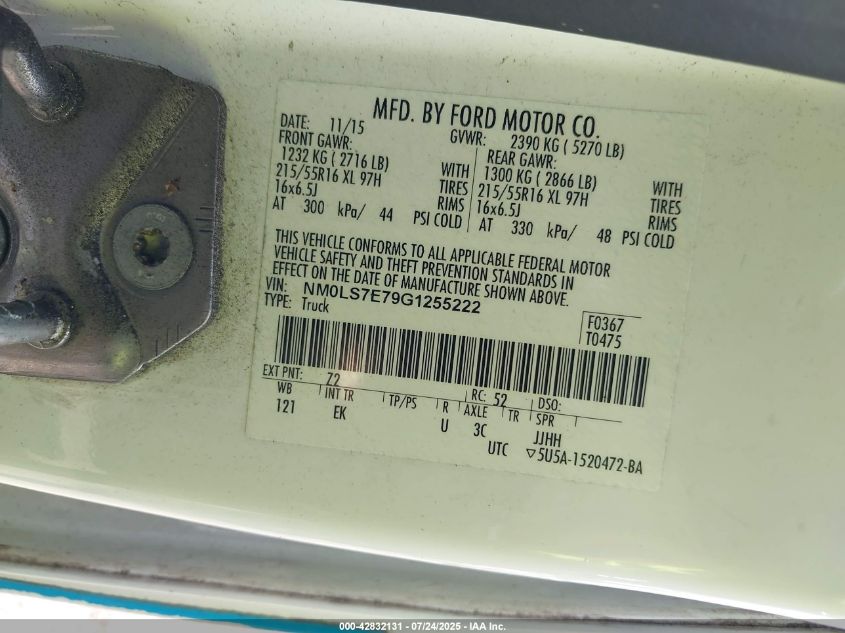 MFD. BY FORD MOTOR CO.
DATE: 11/15 GVWR: 2390 KG ( 5270 LB)
FRONT GAWR: REAR GAWR:
1232 KG ( 2716 LB) WITH 1300 KG ( 2866 LB) WITH
215/55R16 XL 97H TIRES 215/55R16 XL 97H TIRES
16x6.5J RIMS 16x6.5J RIMS
AT 300 kPa/ 44 PSI COLD AT 330 kPa/ 48 PSI COLD
THIS VEHICLE CONFORMS TO ALL APPLICABLE FEDERAL MOTOR
VEHICLE SAFETY AND THEFT PREVENTION STANDARDS IN
EFFECT ON THE DATE OF MANUFACTURE SHOWN ABOVE.
VIN: NM0LS7E79G1255222
TYPE: Truck
F0367
T0475
EXT PNT: Z2 RC: 52 DSO:
WB INT TR TP/PS R AXLE TR SPR
121 EK U 3C JJHH
UTC ▽5U5A-1520472-BA
000-42832131 - 07/24/2025 - IAA Inc.